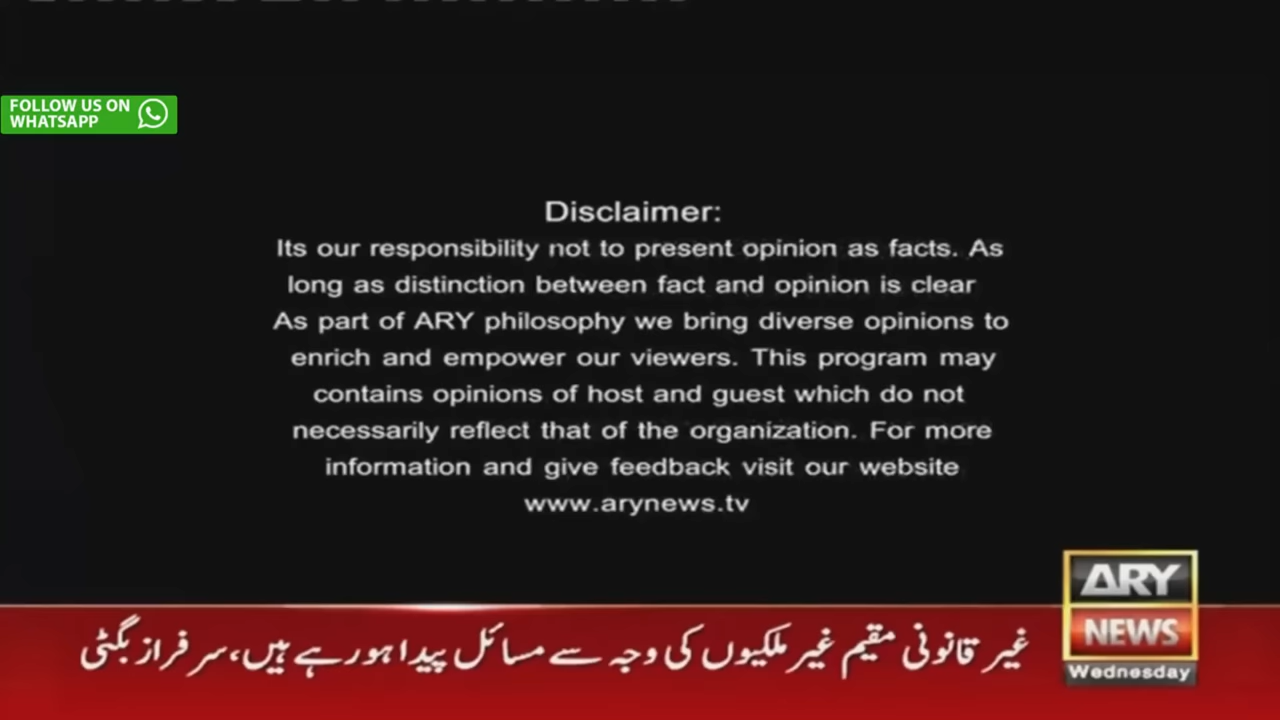 FOLLOW US ON
WHATSAPP
Disclaimer:
Its our responsibility not to present opinion as facts. As
long as distinction between fact and opinion is clear
As part of ARY philosophy we bring diverse opinions to
enrich and empower our viewers. This program may
contains opinions of host and guest which do not
necessarily reflect that of the organization. For more
information and give feedback visit our website
www.arynews.tv
ARY
NEWS
Wednesday
غیر قانونی مقیم غیر ملکیوں کی وجہ سے مسائل پیدا ہورہے ہیں،سرفراز بگٹی